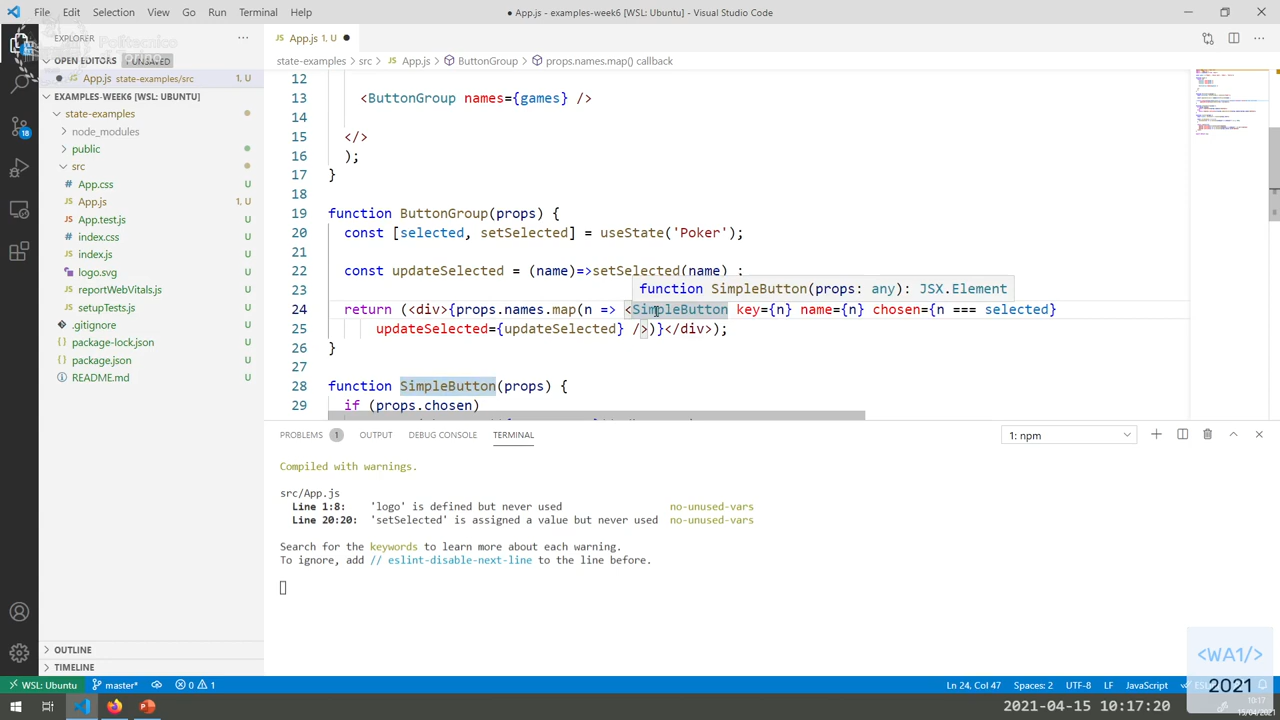 File Edit Selection View Go Run Terminal Help
● App.js - examples-week6 [WSL: Ubuntu] - Visual Studio Code
EXPLORER
Politecnico
OPEN EDITORS 1 UNSAVED
App.js state-examples/src 1, U
EXAMPLES-WEEK6 [WSL: UBUNTU]
state-examples
node_modules
public
src
App.css U
App.js 1, U
App.test.js U
index.css U
index.js U
logo.svg U
reportWebVitals.js U
setupTests.js U
.gitignore U
package-lock.json U
package.json U
README.md U
OUTLINE
TIMELINE
18
App.js 1, U
state-examples > src > App.js > ButtonGroup > props.names.map() callback
12
13 <ButtonGroup names={games} />
14
15 </>
16 );
17 }
18
19 function ButtonGroup(props) {
20 const [selected, setSelected] = useState('Poker');
21
22 const updateSelected = (name)=>setSelected(name) ;
23
function SimpleButton(props: any): JSX.Element
24 return (<div>{props.names.map(n => <SimpleButton key={n} name={n} chosen={n === selected}
25 updateSelected={updateSelected} />)}</div>);
26 }
27
28 function SimpleButton(props) {
29 if (props.chosen)
PROBLEMS 1 OUTPUT DEBUG CONSOLE TERMINAL
1: npm
Compiled with warnings.
src/App.js
Line 1:8: 'logo' is defined but never used no-unused-vars
Line 20:20: 'setSelected' is assigned a value but never used no-unused-vars
Search for the keywords to learn more about each warning.
To ignore, add // eslint-disable-next-line to the line before.
<WA1/>
2021
WSL: Ubuntu master* 0 1
Ln 24, Col 47 Spaces: 2 UTF-8 LF JavaScript
2021-04-15 10:17:20
10:17
15/04/2021